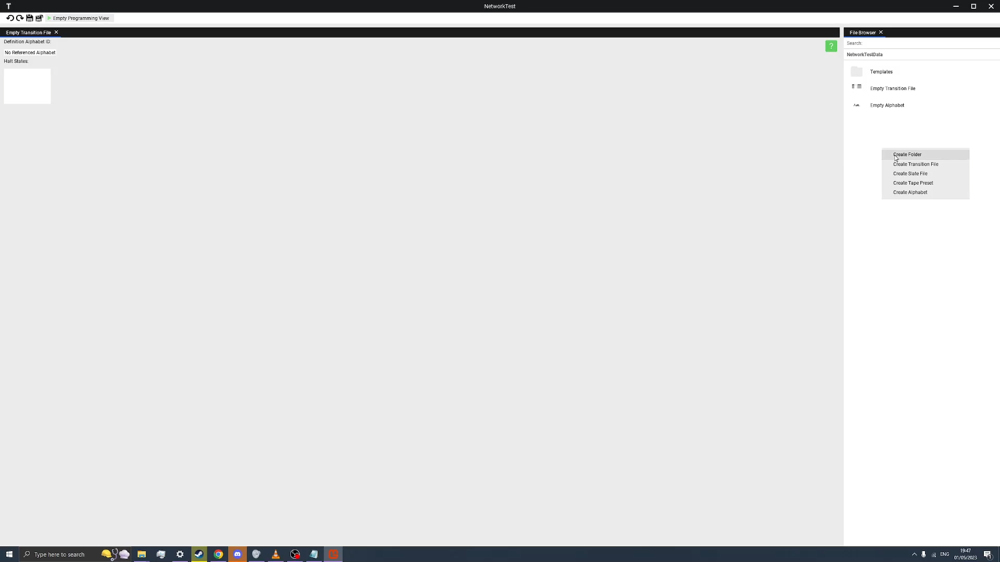 T
NetworkTest
Empty Programming View
Empty Transition File
Definition Alphabet ID:
No Referenced Alphabet
Halt States:
?
File Browser
Search:
NetworkTestData
Templates
Empty Transition File
Empty Alphabet
Create Folder
Create Transition File
Create Slate File
Create Tape Preset
Create Alphabet
Type here to search
ENG
19:47
01/05/2023
1